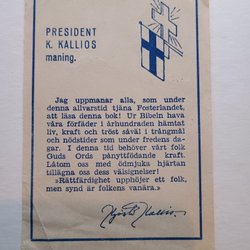 PRESIDENT
K. KALLIOS
maning.
Jag uppmanar alla, som under
denna allvarstid tjäna Fosterlandet,
att läsa denna bok! Ur Bibeln hava
våra förfäder i århundraden hämtat
liv, kraft och tröst såväl i trångmål
och nödstider som under fredens da-
gar. I denna tid behöver vårt folk
Guds Ords pånyttfödande kraft.
Låtom oss med ödmjuka hjärtan
tillägna oss dess välsignelser!
»Rättfärdighet upphöjer ett folk,
men synd är folkens vanära.»
Kyösti Kallio.